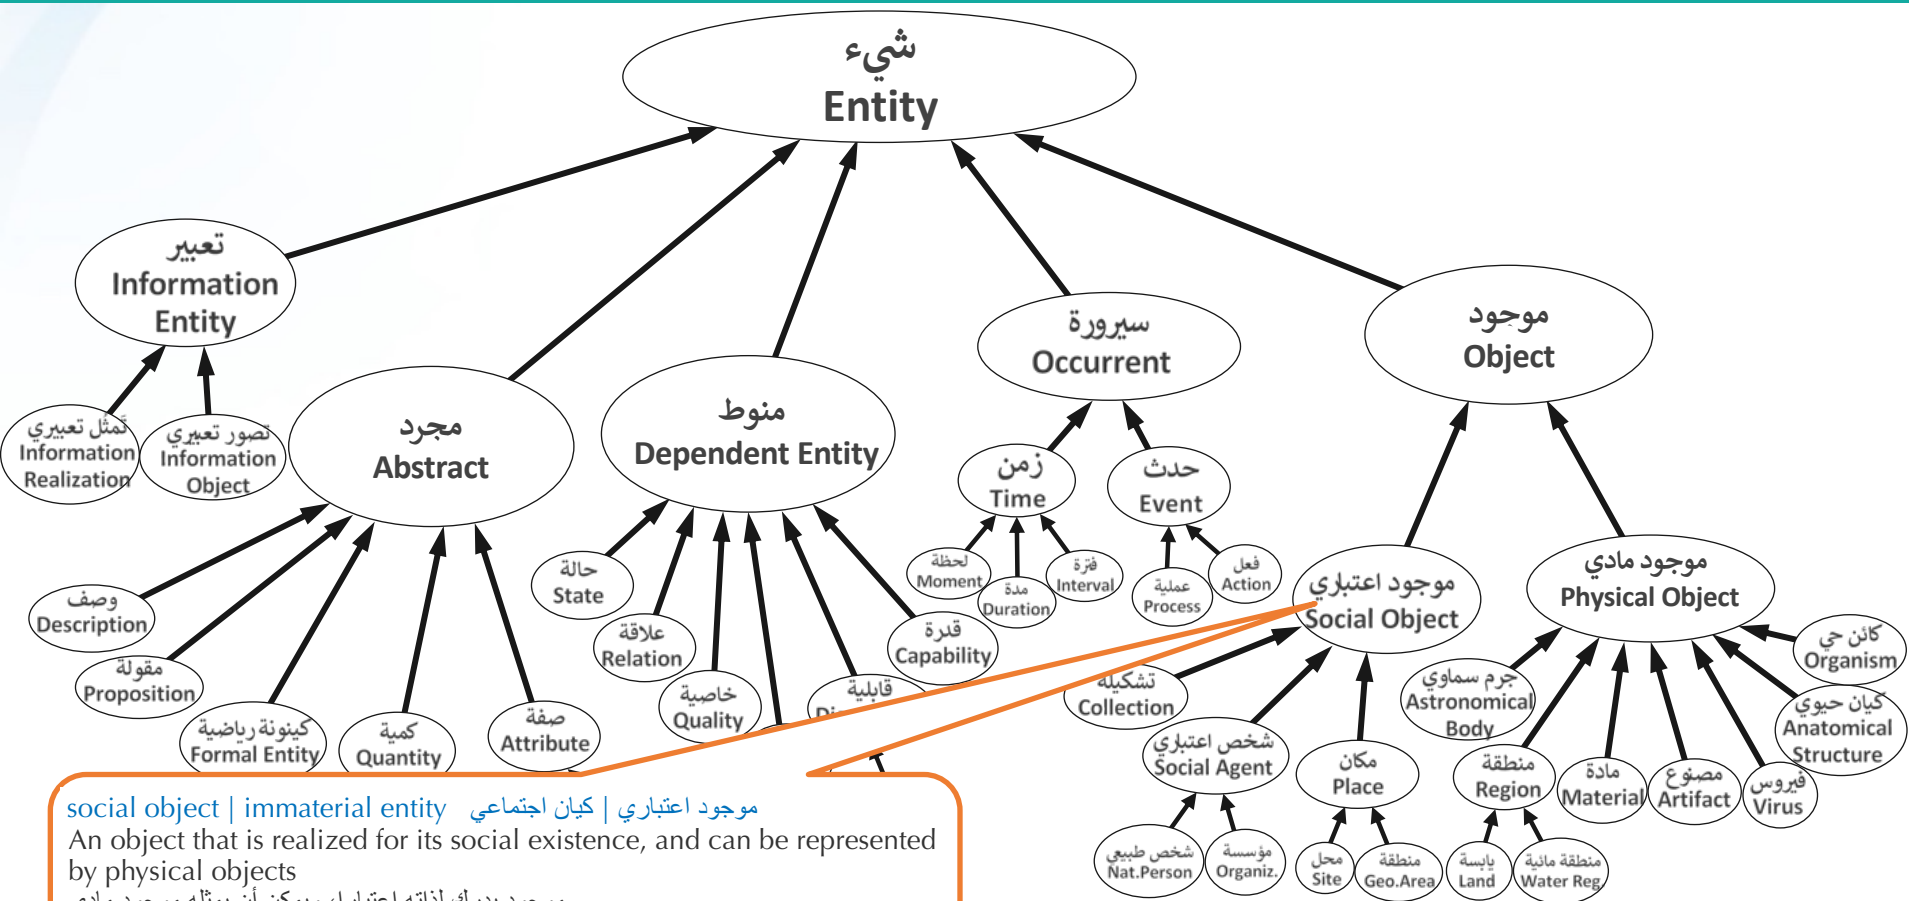 شيء
Entity
تعبير
Information
Entity
تَمثُل تعبيري
Information
Realization
تصور تعبيري
Information
Object
مجرد
Abstract
وصف
Description
مقولة
Proposition
كينونة رياضية
Formal Entity
كمية
Quantity
صفة
Attribute
منوط
Dependent Entity
حالة
State
علاقة
Relation
خاصية
Quality
قابلية
قدرة
Capability
سيرورة
Occurrent
زمن
Time
لحظة
Moment
مدة
Duration
فترة
Interval
حدث
Event
عملية
Process
فعل
Action
موجود
Object
موجود اعتباري
Social Object
تشكيلة
Collection
شخص اعتباري
Social Agent
شخص طبيعي
Nat.Person
مؤسسة
Organiz.
مكان
Place
محل
Site
منطقة
Geo.Area
موجود مادي
Physical Object
جرم سماوي
Astronomical
Body
منطقة
Region
يابسة
Land
منطقة مائية
Water Reg.
مادة
Material
مصنوع
Artifact
فيروس
Virus
كيان حيوي
Anatomical
Structure
كائن حي
Organism
social object | immaterial entity موجود اعتباري | كيان اجتماعي
An object that is realized for its social existence, and can be represented
by physical objects